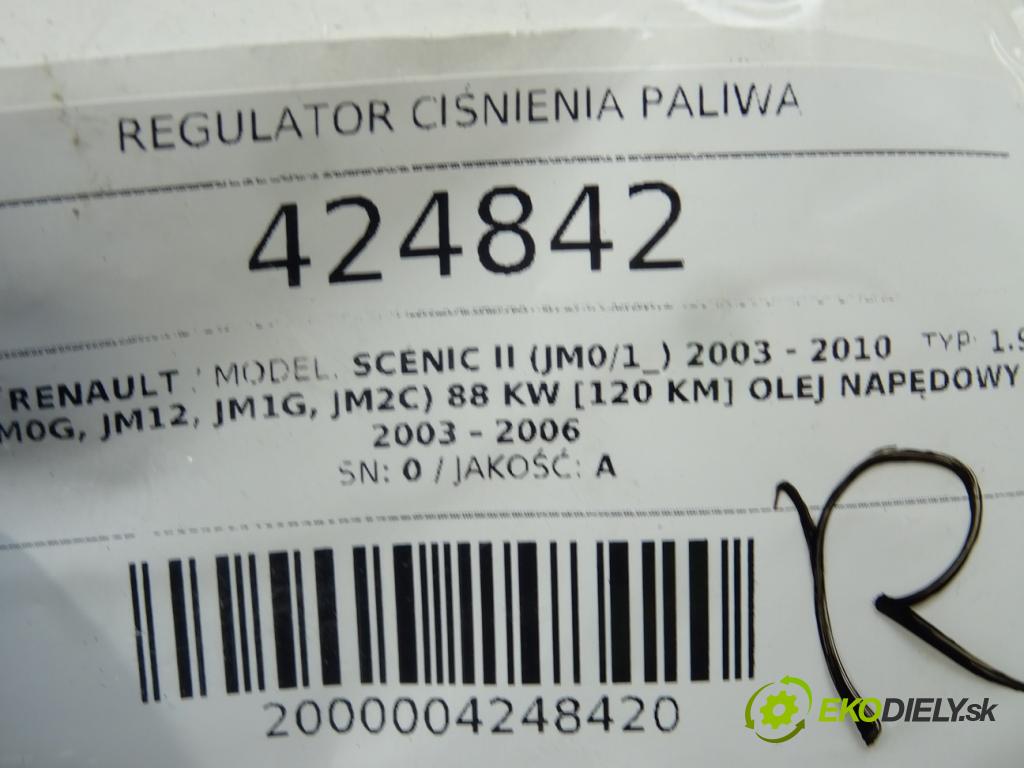 REGULATOR CIŚNIENIA PALIWA
424842
RENAULT MODEL: SCENIC II (JM0/1_) 2003 - 2010 TYP: 1.9
M0G, JM12, JM1G, JM2C) 88 KW [120 KM] OLEJ NAPĘDOWY
2003 - 2006
SN: 0 / JAKOŚĆ: A
2000004248420
R
EKODIELY.sk